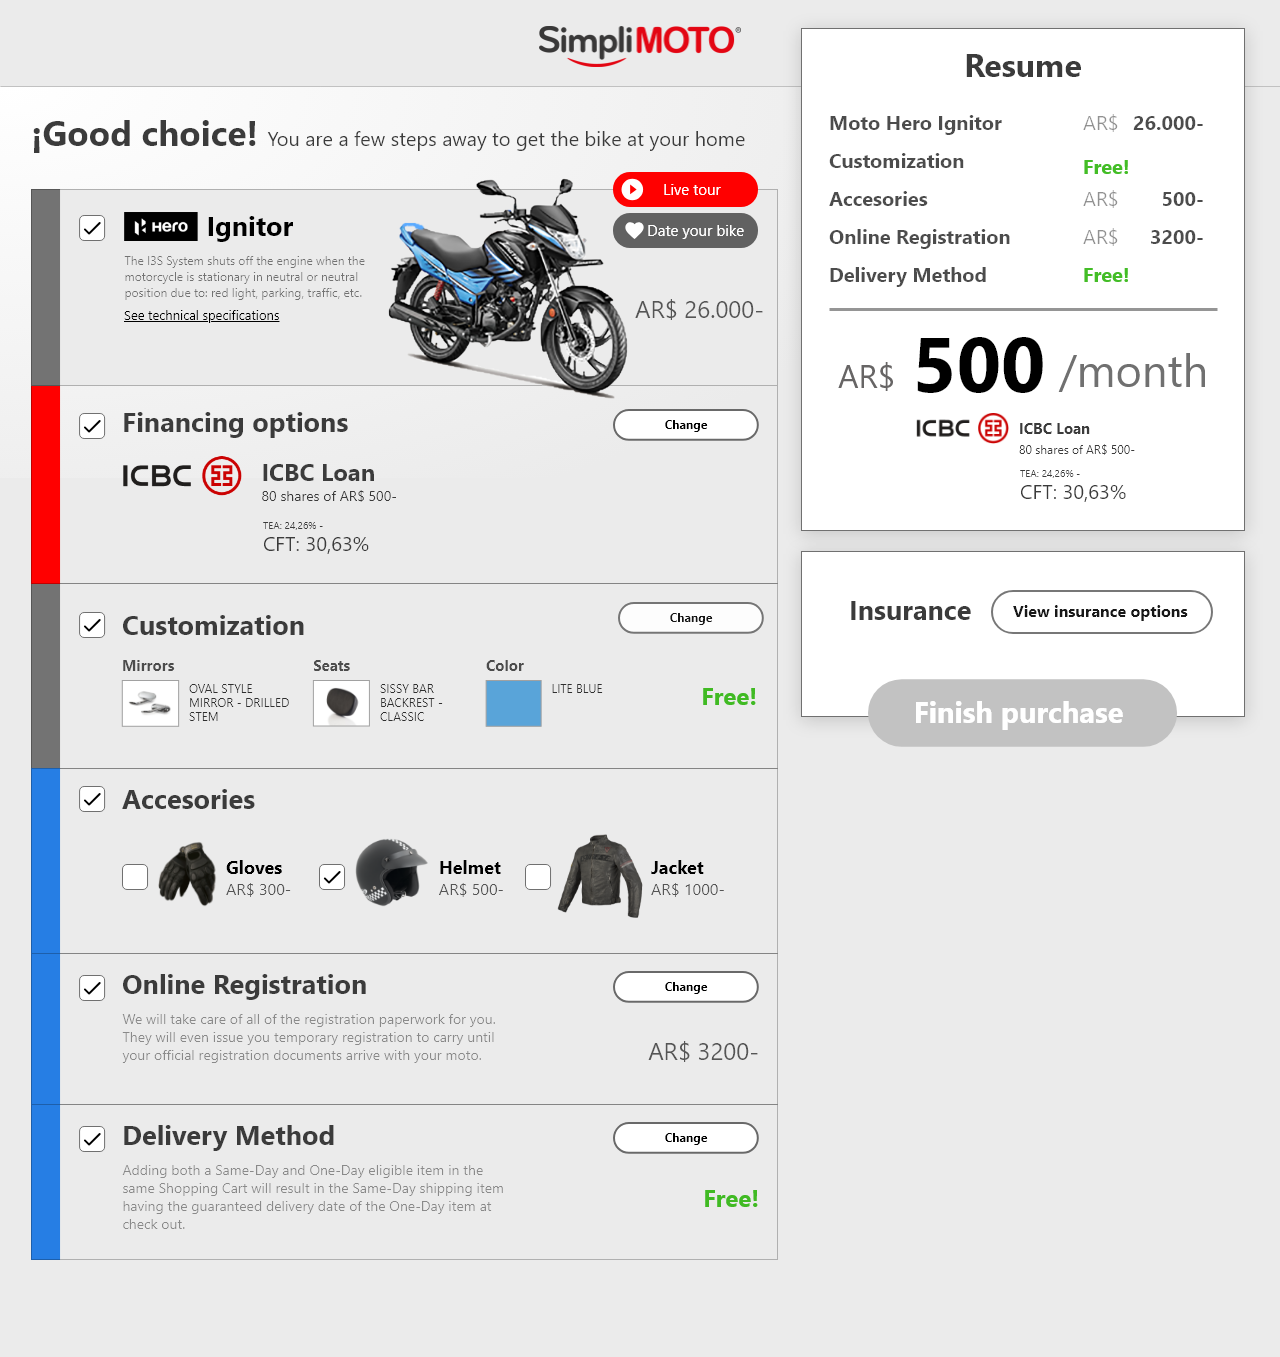 SimpliMOTO®
¡Good choice! You are a few steps away to get the bike at your home
Live tour
Date your bike
Hero Ignitor
The I3S System shuts off the engine when the
motorcycle is stationary in neutral or neutral
position due to: red light, parking, traffic, etc.
See technical specifications
AR$ 26.000-
Financing options
Change
ICBC
ICBC Loan
80 shares of AR$ 500-
TEA: 24,26% -
CFT: 30,63%
Customization
Change
Mirrors
OVAL STYLE
MIRROR - DRILLED
STEM
Seats
SISSY BAR
BACKREST -
CLASSIC
Color
LITE BLUE
Free!
Accesories
Gloves
AR$ 300-
Helmet
AR$ 500-
Jacket
AR$ 1000-
Online Registration
Change
We will take care of all of the registration paperwork for you.
They will even issue you temporary registration to carry until
your official registration documents arrive with your moto.
AR$ 3200-
Delivery Method
Change
Adding both a Same-Day and One-Day eligible item in the
same Shopping Cart will result in the Same-Day shipping item
having the guaranteed delivery date of the One-Day item at
check out.
Free!
Resume
Moto Hero Ignitor AR$ 26.000-
Customization Free!
Accesories AR$ 500-
Online Registration AR$ 3200-
Delivery Method Free!
AR$ 500 /month
ICBC
ICBC Loan
80 shares of AR$ 500-
TEA: 24,26% -
CFT: 30,63%
Insurance
View insurance options
Finish purchase